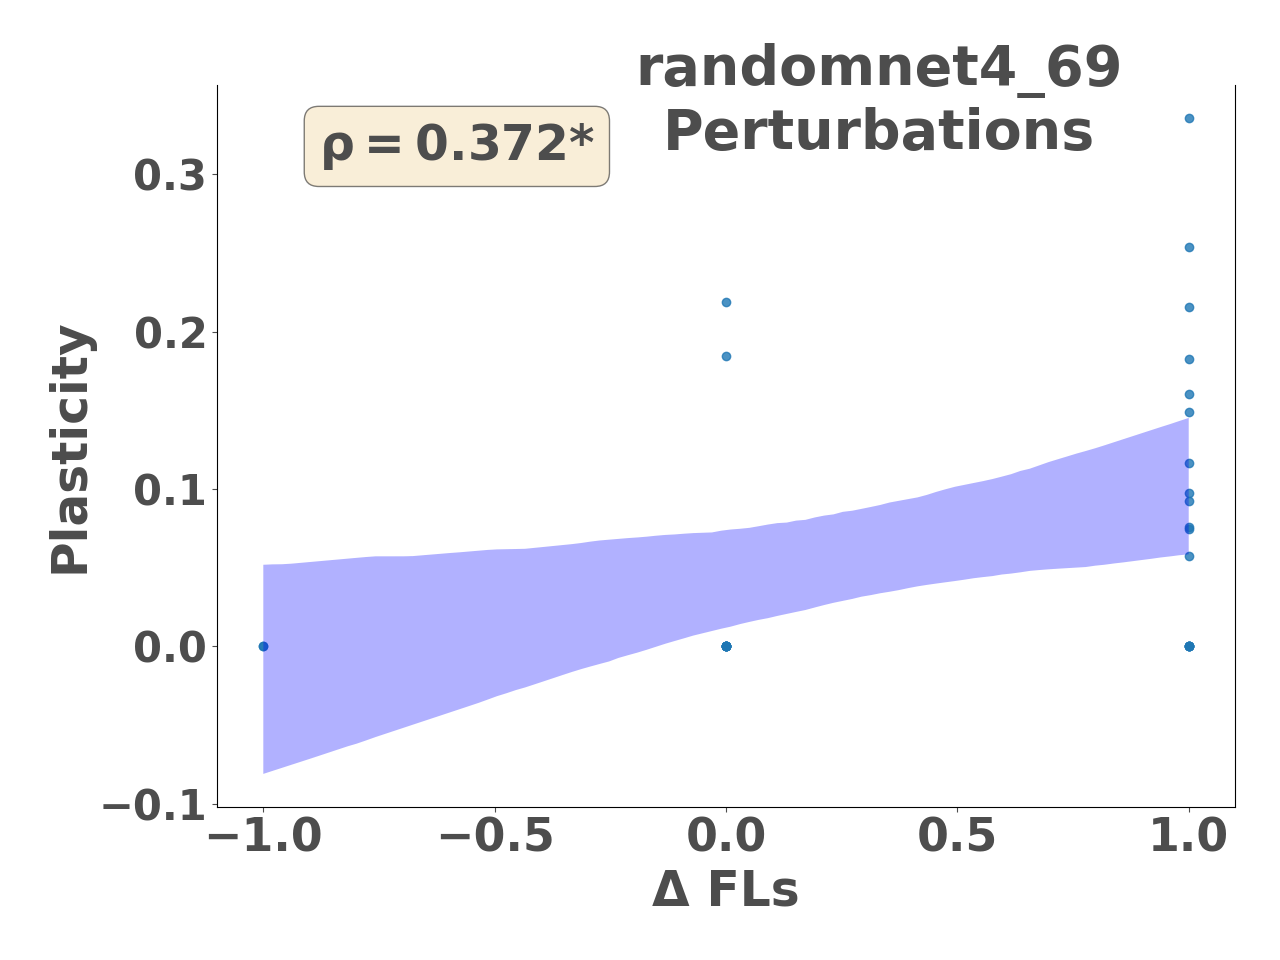 randomnet4_69
Perturbations
ρ = 0.372*
0.3
0.2
0.1
0.0
−0.1
Plasticity
−1.0
−0.5
0.0
0.5
1.0
Δ FLs